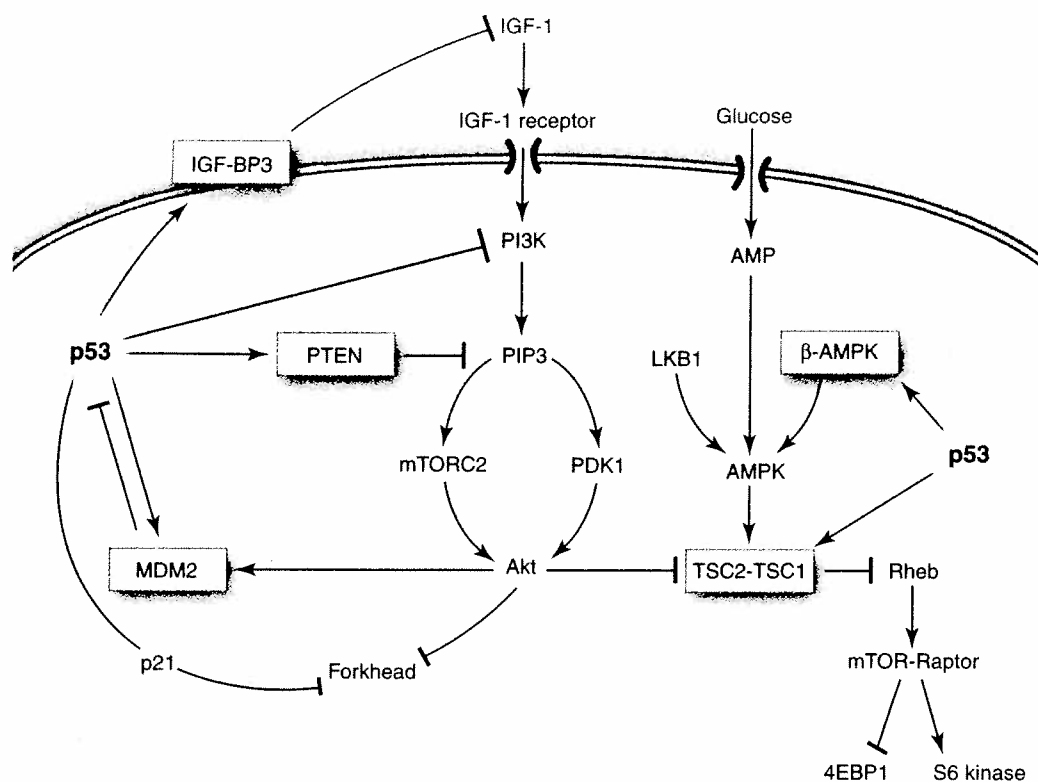 IGF-1
IGF-1 receptor
Glucose
IGF-BP3
PI3K
AMP
p53
PTEN
PIP3
LKB1
β-AMPK
mTORC2
PDK1
AMPK
p53
MDM2
Akt
TSC2-TSC1
Rheb
p21
Forkhead
mTOR-Raptor
4EBP1
S6 kinase